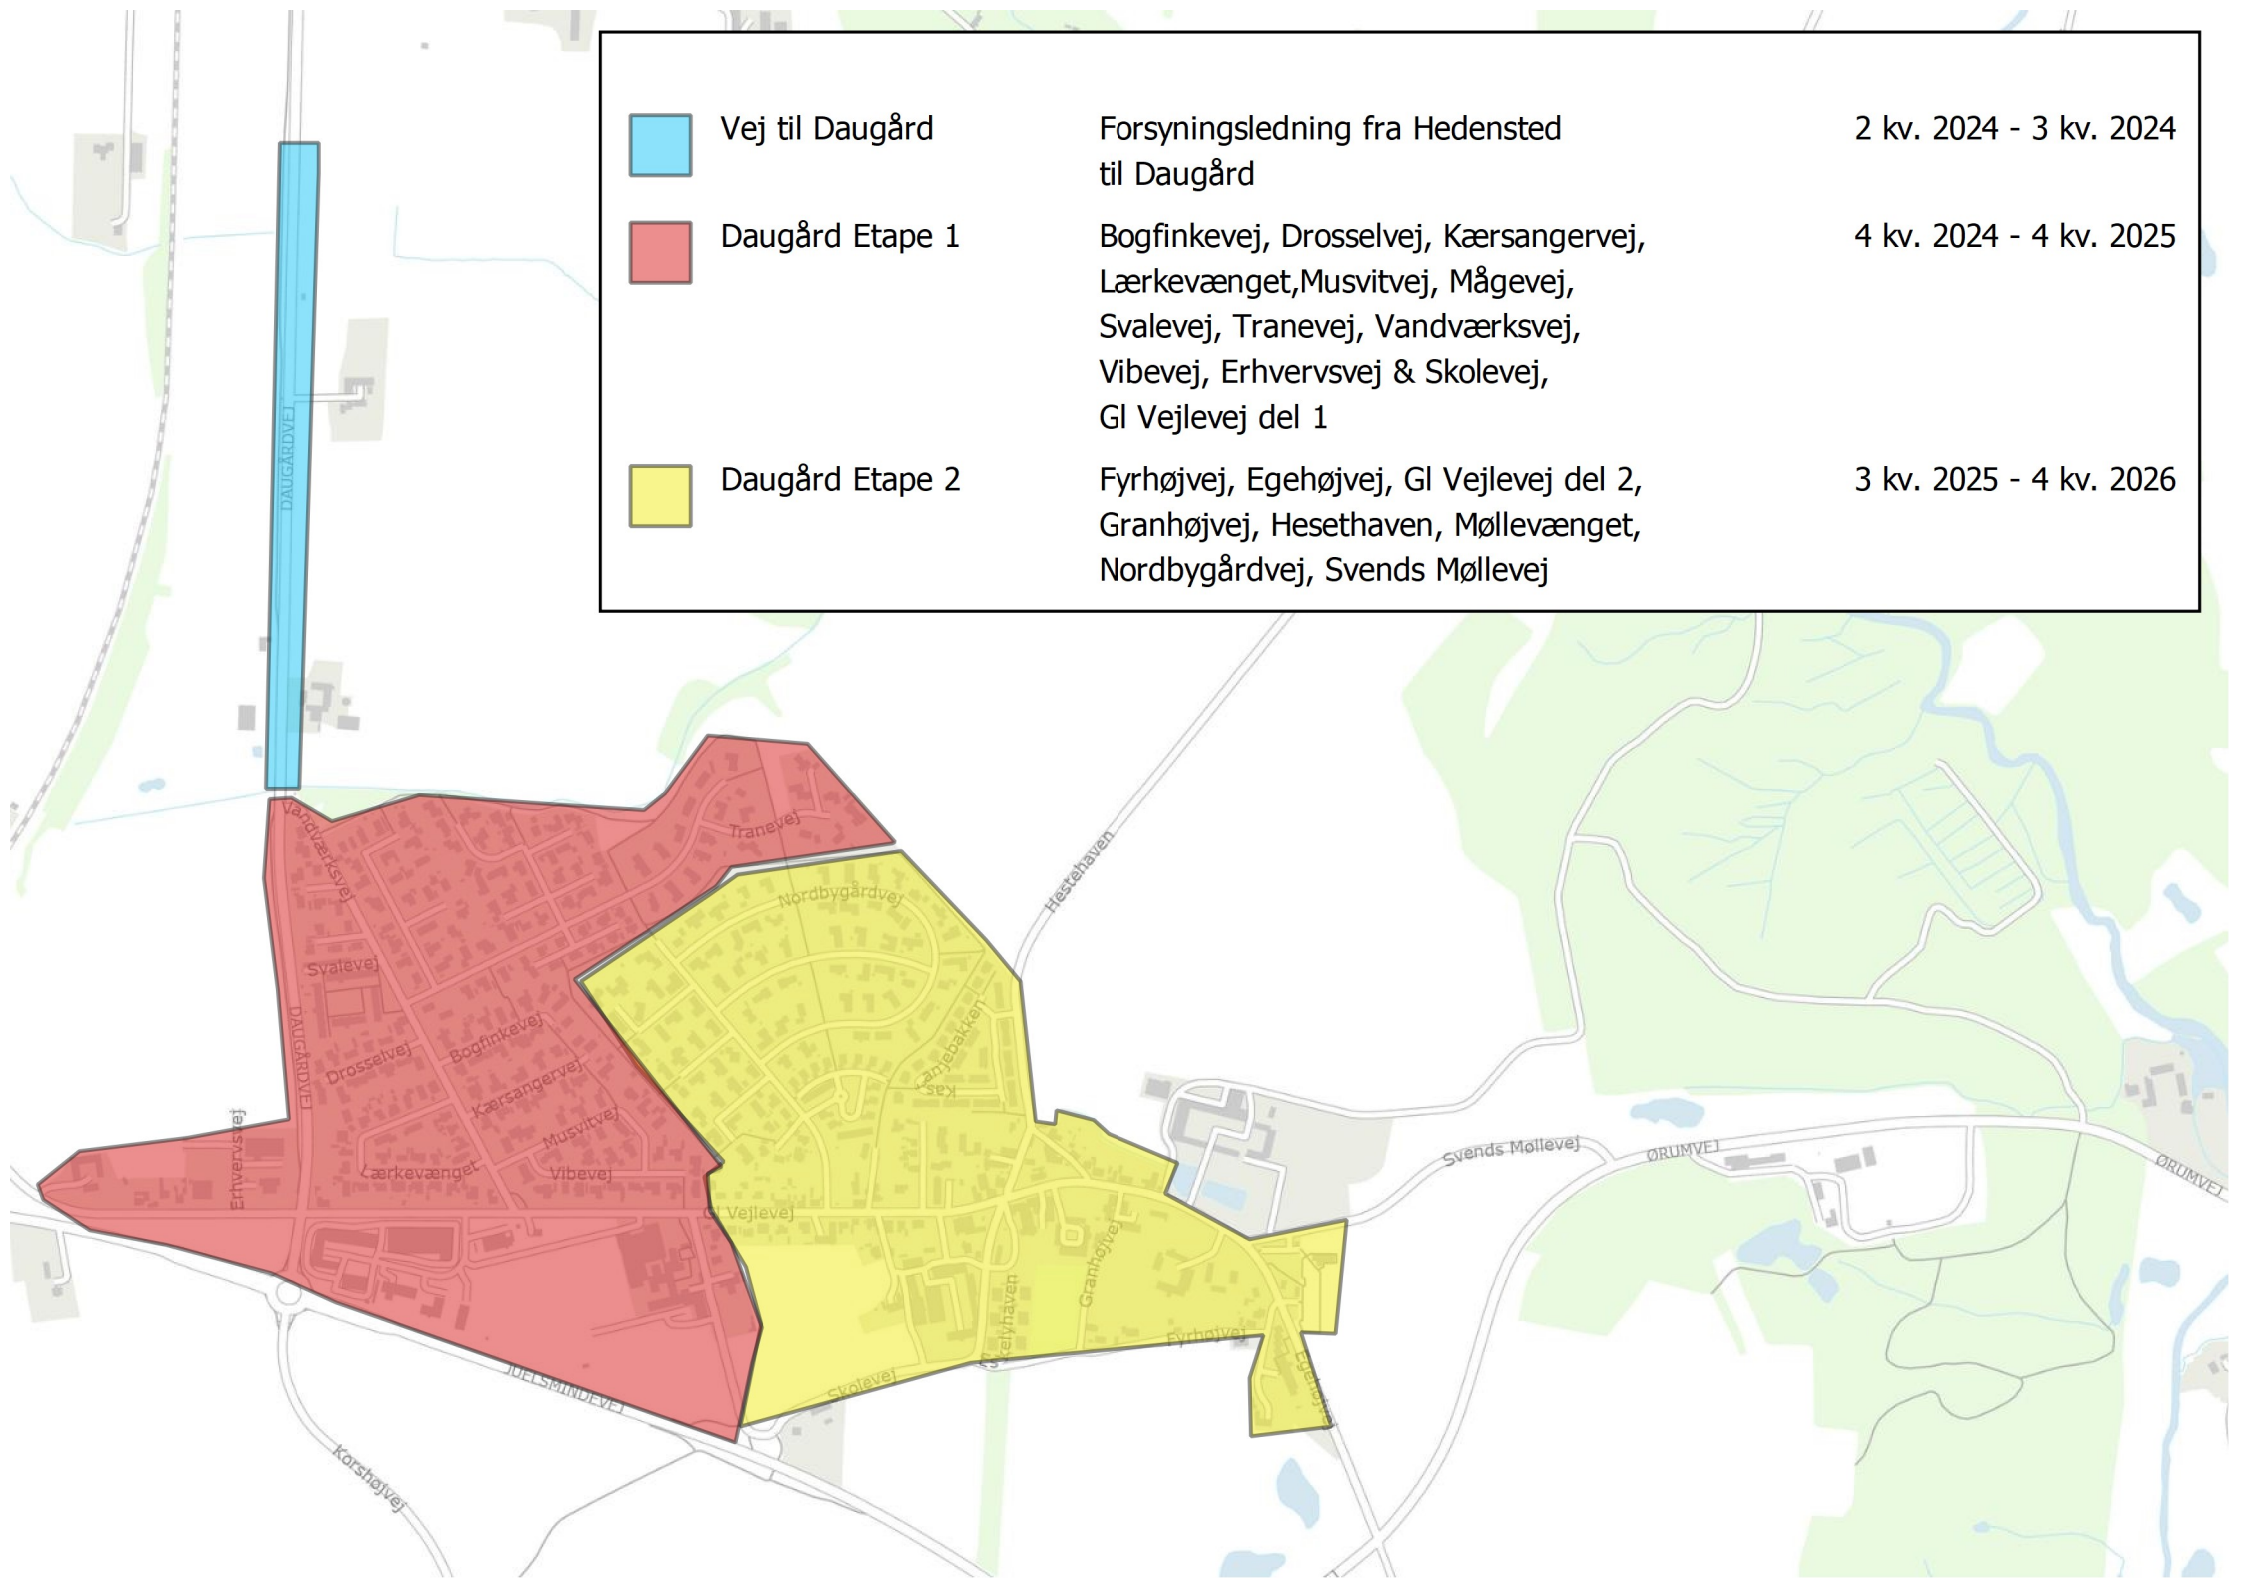 Vej til Daugård
Forsyningsledning fra Hedensted
til Daugård
2 kv. 2024 - 3 kv. 2024
Daugård Etape 1
Bogfinkevej, Drosselvej, Kærsangervej,
Lærkevænget,Musvitvej, Mågevej,
Svalevej, Tranevej, Vandværksvej,
Vibevej, Erhvervsvej & Skolevej,
Gl Vejlevej del 1
4 kv. 2024 - 4 kv. 2025
Daugård Etape 2
Fyrhøjvej, Egehøjvej, Gl Vejlevej del 2,
Granhøjvej, Hesethaven, Møllevænget,
Nordbygårdvej, Svends Møllevej
3 kv. 2025 - 4 kv. 2026
DAUGÅRDVEJ
Vandværksvej
Tranevej
Nordbygårdvej
Hestehaven
Svalevej
DAUGÅRDVEJ
Bogfinkevej
Drosselvej
Kærsangervej
Musvitvej
Erhvervsvej
Lærkevænget
Vibevej
Gl Vejlevej
Svends Møllevej
ØRUMVEJ
ØRUMVEJ
Granhøjvej
Fyrhøjvej
Egehøjvej
Skolevej
JUELSMINDEVEJ
Korshøjvej